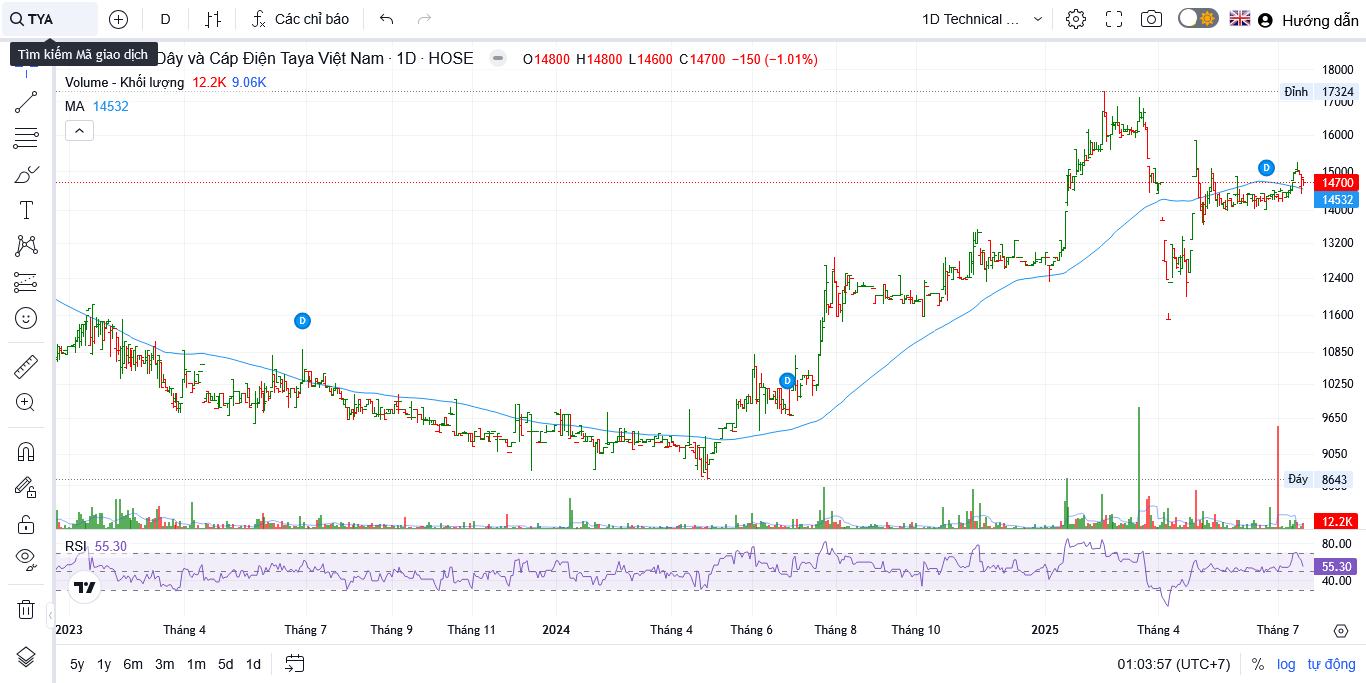 TYA
D
Các chỉ báo
1D Technical ...
Hướng dẫn
Tìm kiếm Mã giao dịch
Dây và Cáp Điện Taya Việt Nam · 1D · HOSE
O14800 H14800 L14600 C14700 −150 (−1.01%)
Volume - Khối lượng 12.2K 9.06K
MA 14532
18000
Đỉnh 17324
17000
16000
15000
D
14700
14532
14000
13200
12400
D
11600
10850
D
10250
9650
9050
Đáy 8643
12.2K
RSI 55.30
80.00
55.30
40.00
2023 Tháng 4 Tháng 7 Tháng 9 Tháng 11 2024 Tháng 4 Tháng 6 Tháng 8 Tháng 10 2025 Tháng 4 Tháng 7
5y 1y 6m 3m 1m 5d 1d
01:03:57 (UTC+7) % log tự động